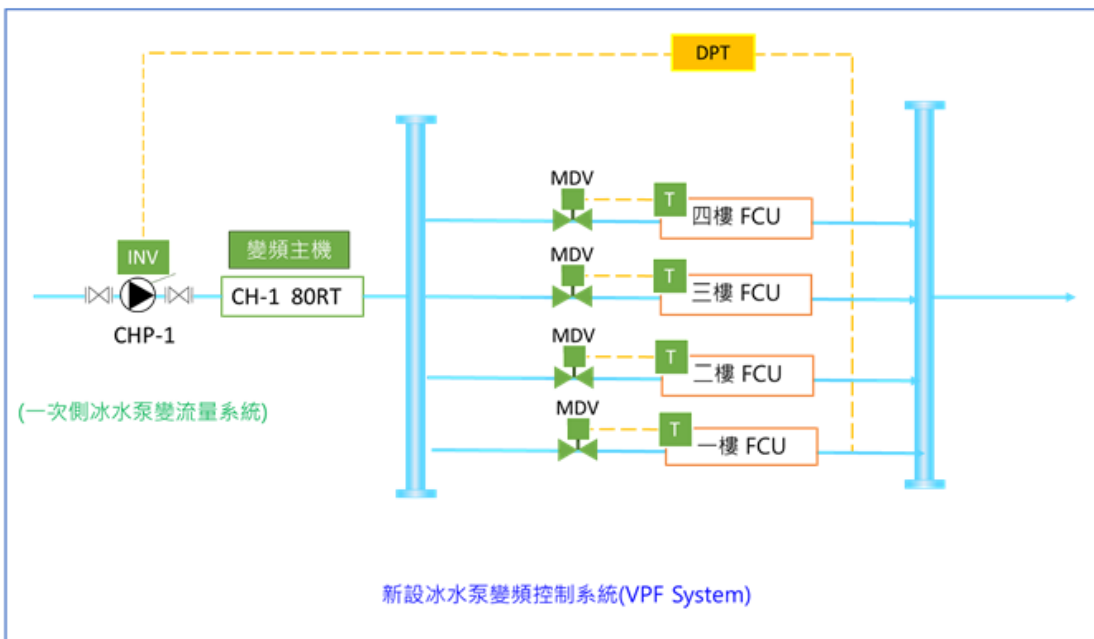 DPT
MDV
T
四樓 FCU
INV
變頻主機
MDV
T
三樓 FCU
CH-1 80RT
CHP-1
MDV
T
二樓 FCU
(一次側冰水泵變流量系統)
MDV
T
一樓 FCU
新設冰水泵變頻控制系統(VPF System)